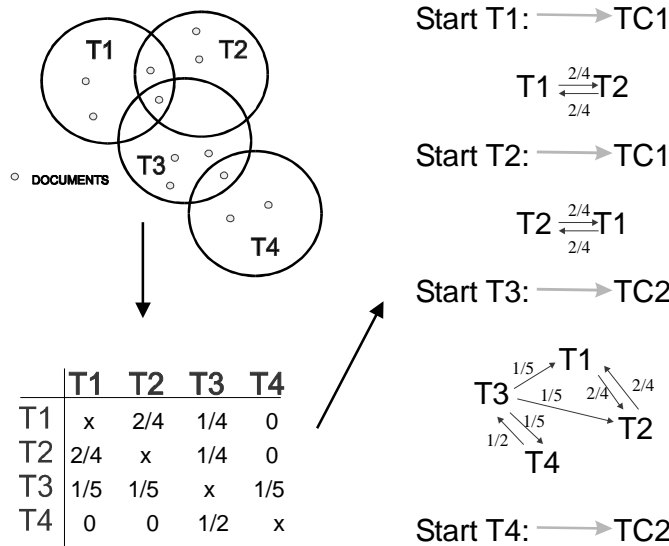 T1
T2
T3
T4
DOCUMENTS
T1 T2 T3 T4
T1 x 2/4 1/4 0
T2 2/4 x 1/4 0
T3 1/5 1/5 x 1/5
T4 0 0 1/2 x
Start T1: TC1
2/4
T1 T2
2/4
Start T2: TC1
2/4
T2 T1
2/4
Start T3: TC2
T1
1/5
2/4
T3
1/5
2/4
1/5
T2
1/2
T4
Start T4: TC2